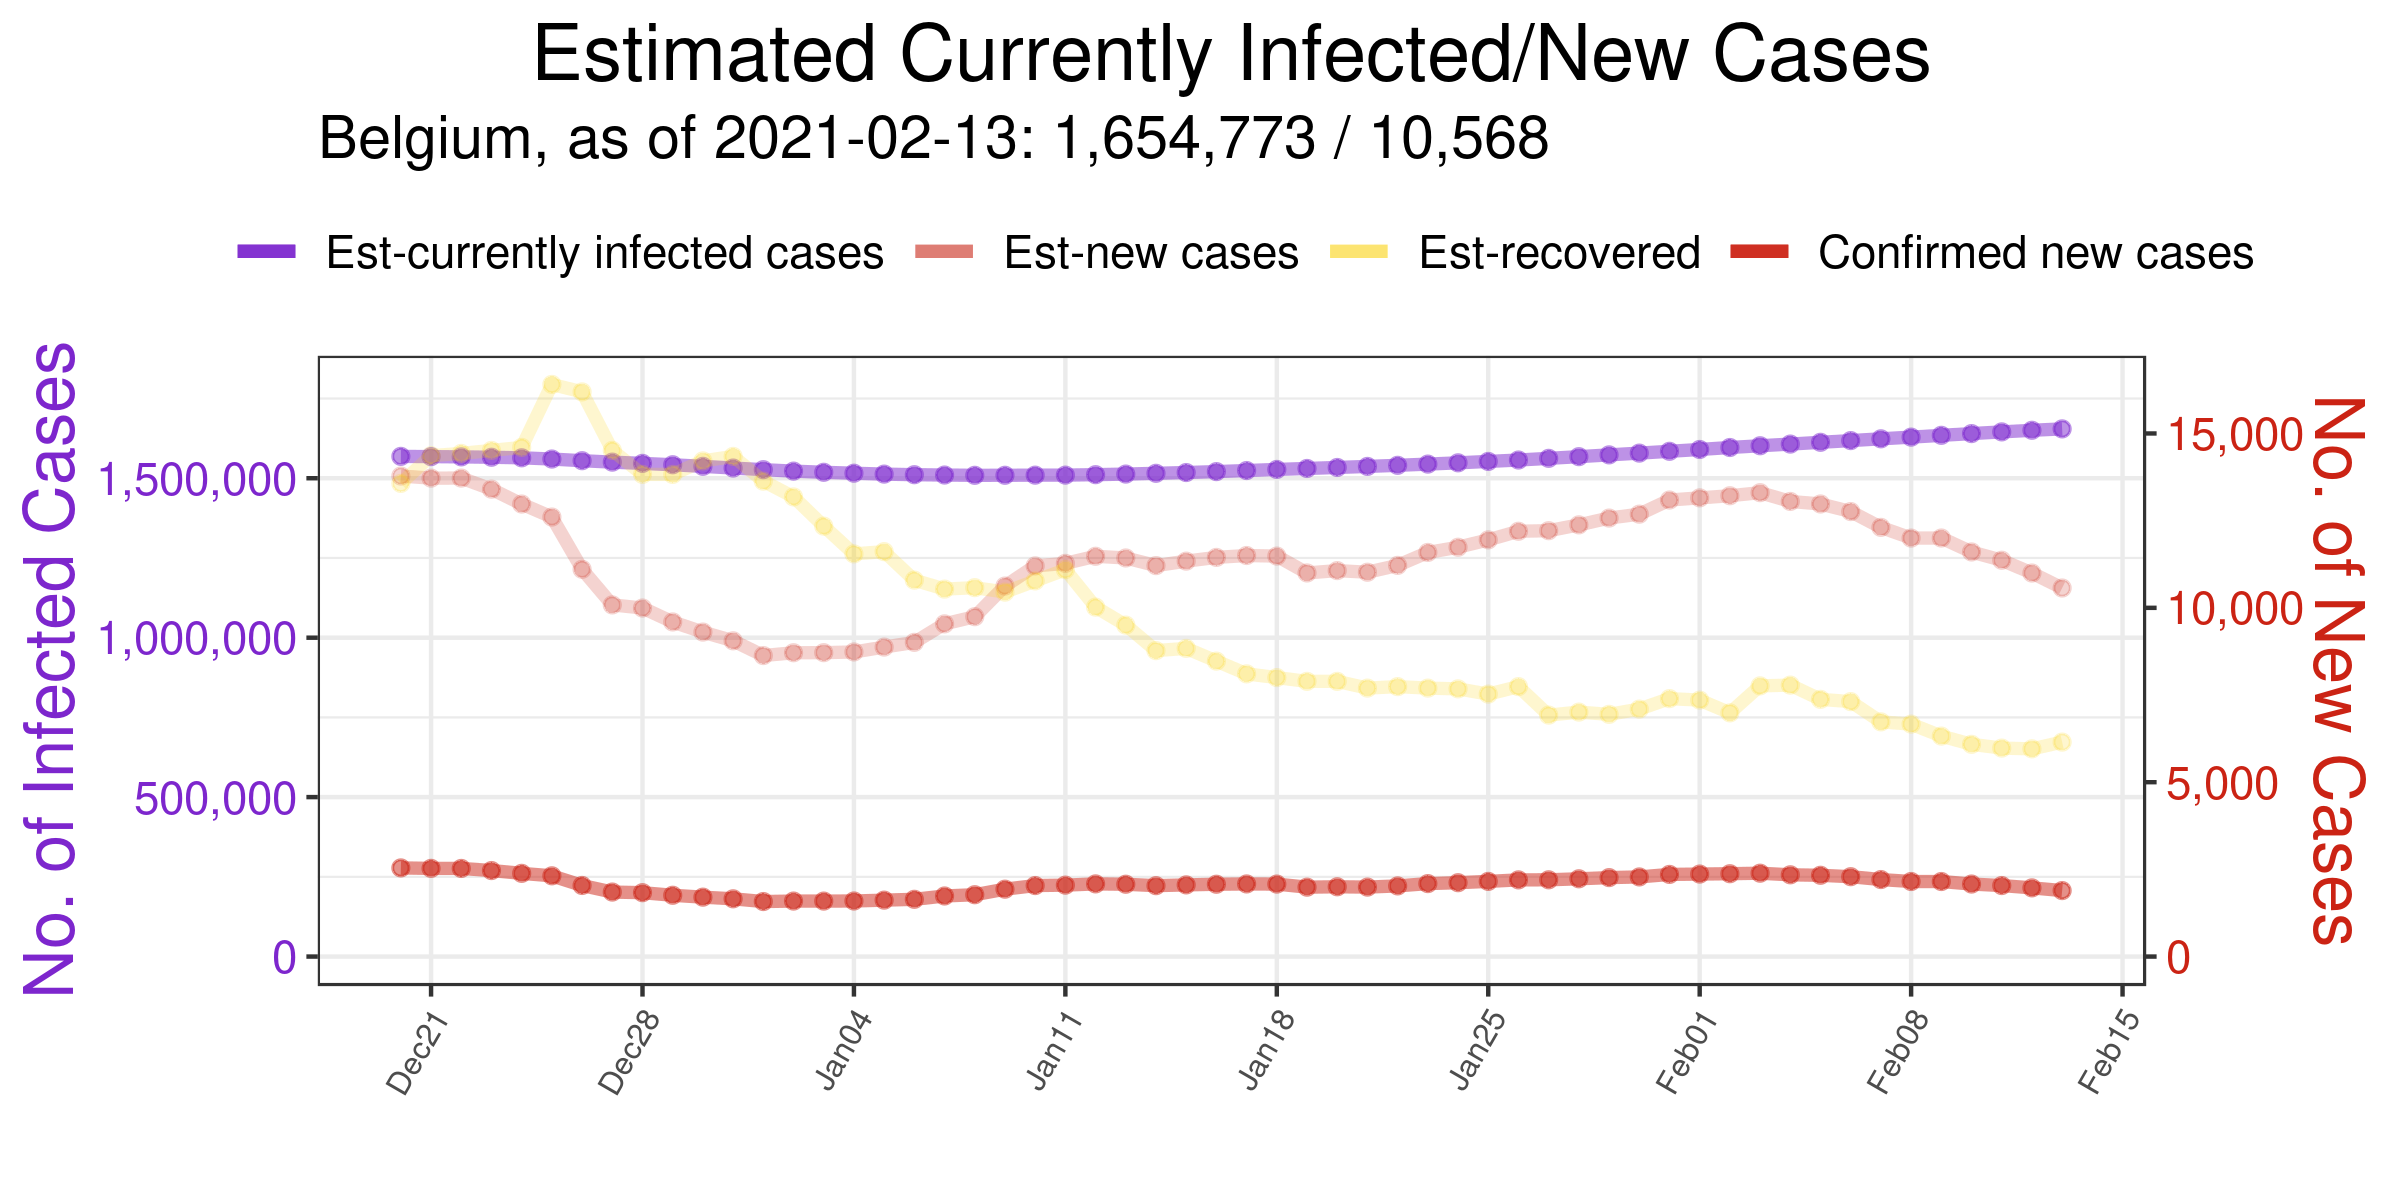 Estimated Currently Infected/New Cases
Belgium, as of 2021-02-13: 1,654,773 / 10,568
Est-currently infected cases Est-new cases Est-recovered Confirmed new cases
No. of Infected Cases
1,500,000
1,000,000
500,000
0
15,000
10,000
5,000
0
No. of New Cases
Dec21 Dec28 Jan04 Jan11 Jan18 Jan25 Feb01 Feb08 Feb15